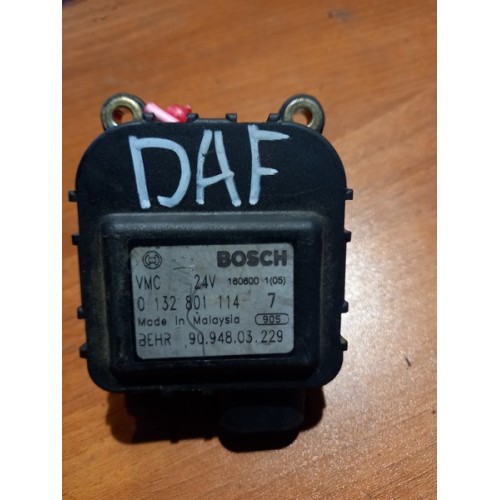 DAF
BOSCH
VMC 24V 160600 1(05)
0 132 801 114 7
Made in Malaysia 905
BEHR 90.948.03.229